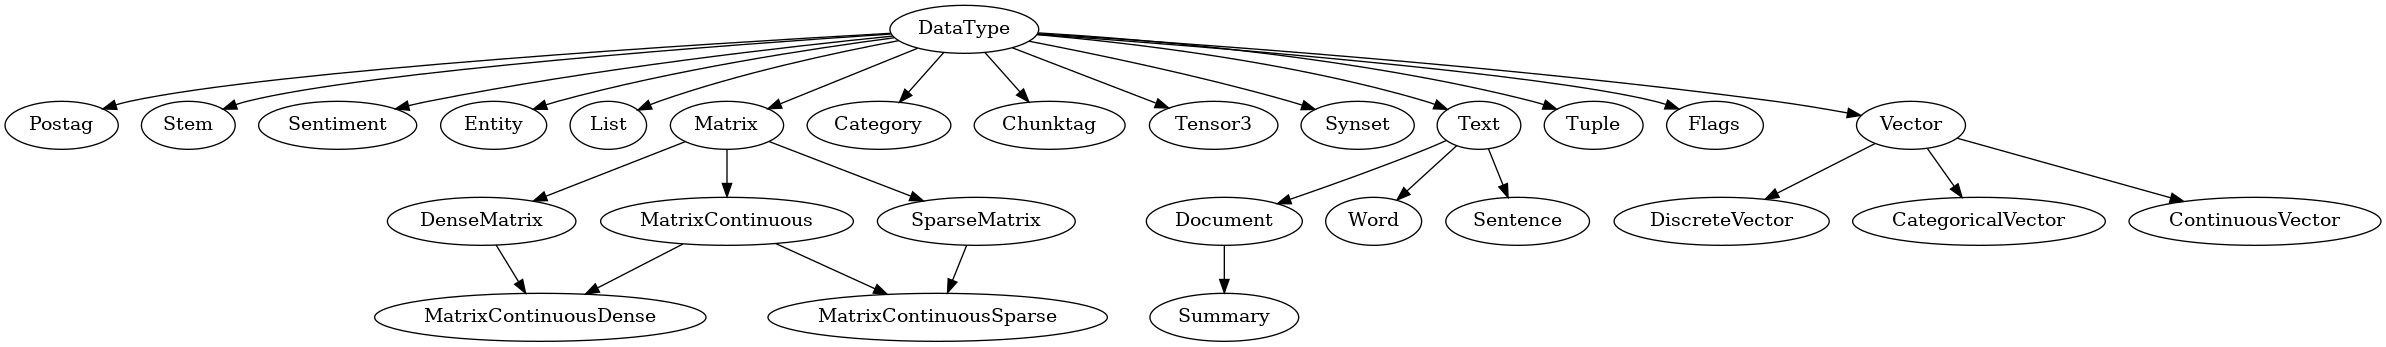 DataType
Postag
Stem
Sentiment
Entity
List
Matrix
Category
Chunktag
Tensor3
Synset
Text
Tuple
Flags
Vector
DenseMatrix
MatrixContinuous
SparseMatrix
Document
Word
Sentence
DiscreteVector
CategoricalVector
ContinuousVector
MatrixContinuousDense
MatrixContinuousSparse
Summary